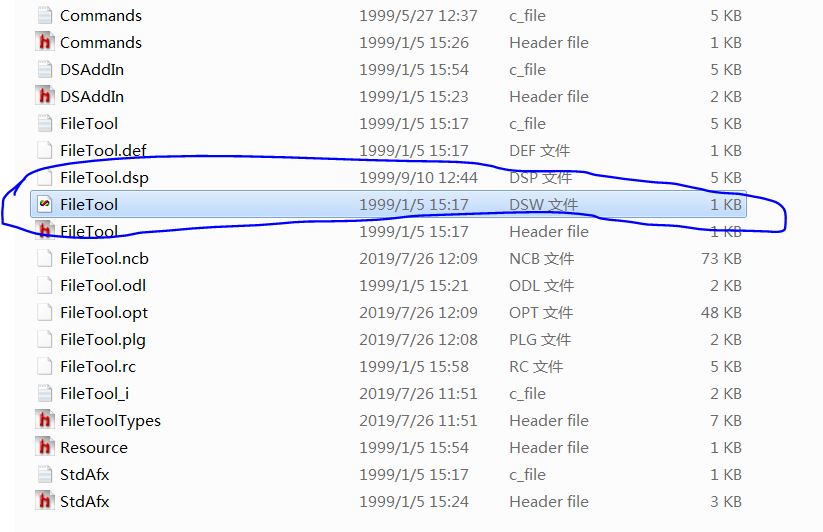 Commands 1999/5/27 12:37 c_file 5 KB
Commands 1999/1/5 15:26 Header file 1 KB
DSAddIn 1999/1/5 15:54 c_file 5 KB
DSAddIn 1999/1/5 15:23 Header file 2 KB
FileTool 1999/1/5 15:17 c_file 5 KB
FileTool.def 1999/1/5 15:17 DEF 文件 1 KB
FileTool.dsp 1999/9/10 12:44 DSP 文件 5 KB
FileTool 1999/1/5 15:17 DSW 文件 1 KB
FileTool 1999/1/5 15:17 Header file 1 KB
FileTool.ncb 2019/7/26 12:09 NCB 文件 73 KB
FileTool.odl 1999/1/5 15:21 ODL 文件 2 KB
FileTool.opt 2019/7/26 12:09 OPT 文件 48 KB
FileTool.plg 2019/7/26 12:08 PLG 文件 2 KB
FileTool.rc 1999/1/5 15:58 RC 文件 5 KB
FileTool_i 2019/7/26 11:51 c_file 2 KB
FileToolTypes 2019/7/26 11:51 Header file 7 KB
Resource 1999/1/5 15:54 Header file 1 KB
StdAfx 1999/1/5 15:17 c_file 1 KB
StdAfx 1999/1/5 15:24 Header file 3 KB